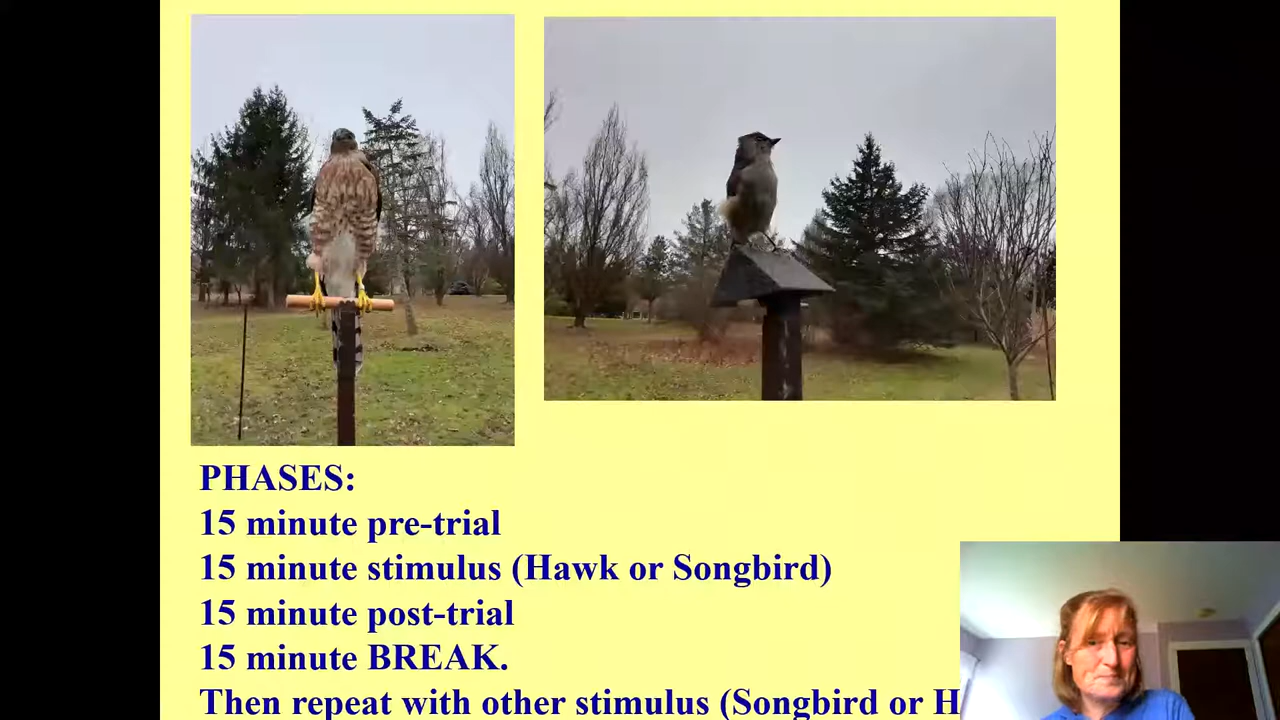 PHASES:
15 minute pre-trial
15 minute stimulus (Hawk or Songbird)
15 minute post-trial
15 minute BREAK.
Then repeat with other stimulus (Songbird or H